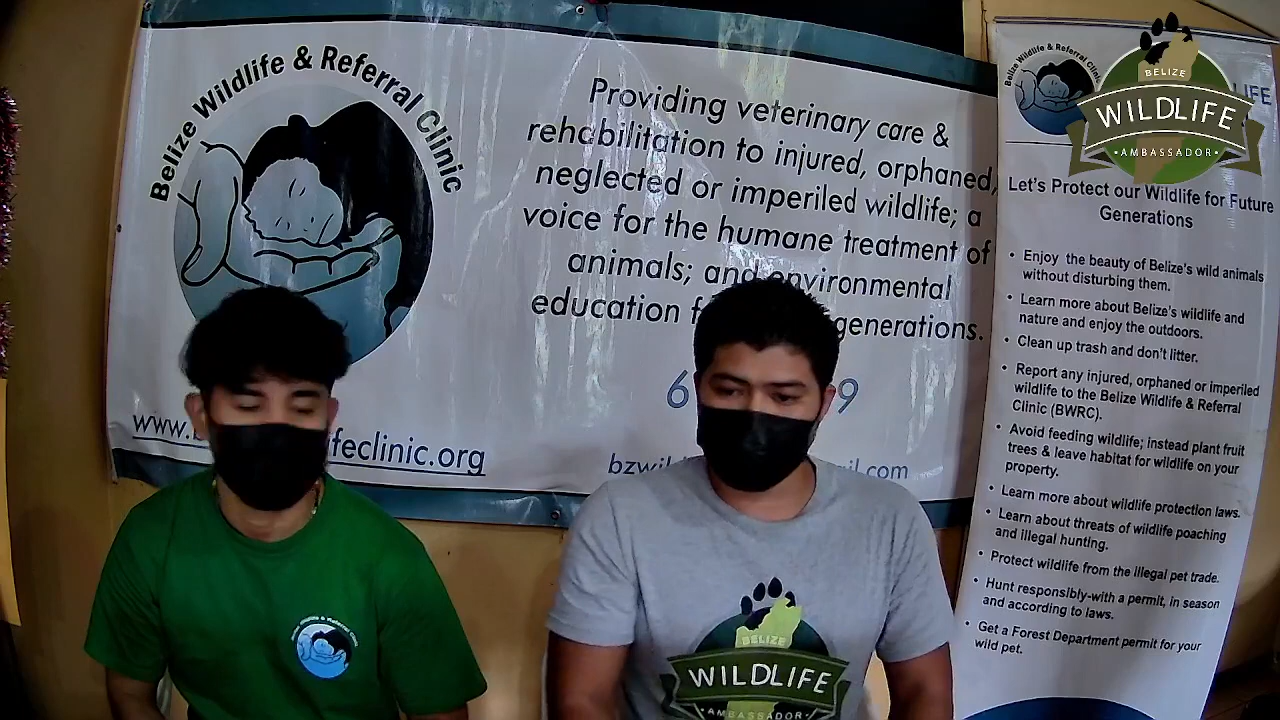 Belize Wildlife & Referral Clinic
Providing veterinary care &
rehabilitation to injured, orphaned,
neglected or imperiled wildlife; a
voice for the humane treatment of
animals; and environmental
education f
generations.
6
9
www.
feclinic.org
bzwil
.com
Belize Wildlife & Referral Clinic
LIFE
BELIZE
WILDLIFE
•AMBASSADOR•
Let's Protect our Wildlife for Future
Generations
• Enjoy the beauty of Belize's wild animals
without disturbing them.
• Learn more about Belize's wildlife and
nature and enjoy the outdoors.
• Clean up trash and don't litter.
• Report any injured, orphaned or imperiled
wildlife to the Belize Wildlife & Referral
Clinic (BWRC).
• Avoid feeding wildlife; instead plant fruit
trees & leave habitat for wildlife on your
property.
• Learn more about wildlife protection laws.
• Learn about threats of wildlife poaching
and illegal hunting.
• Protect wildlife from the illegal pet trade.
• Hunt responsibly-with a permit, in season
and according to laws.
• Get a Forest Department permit for your
wild pet.
Wildlife & Referral Clinic
BELIZE
WILDLIFE
•AMBASSADOR•